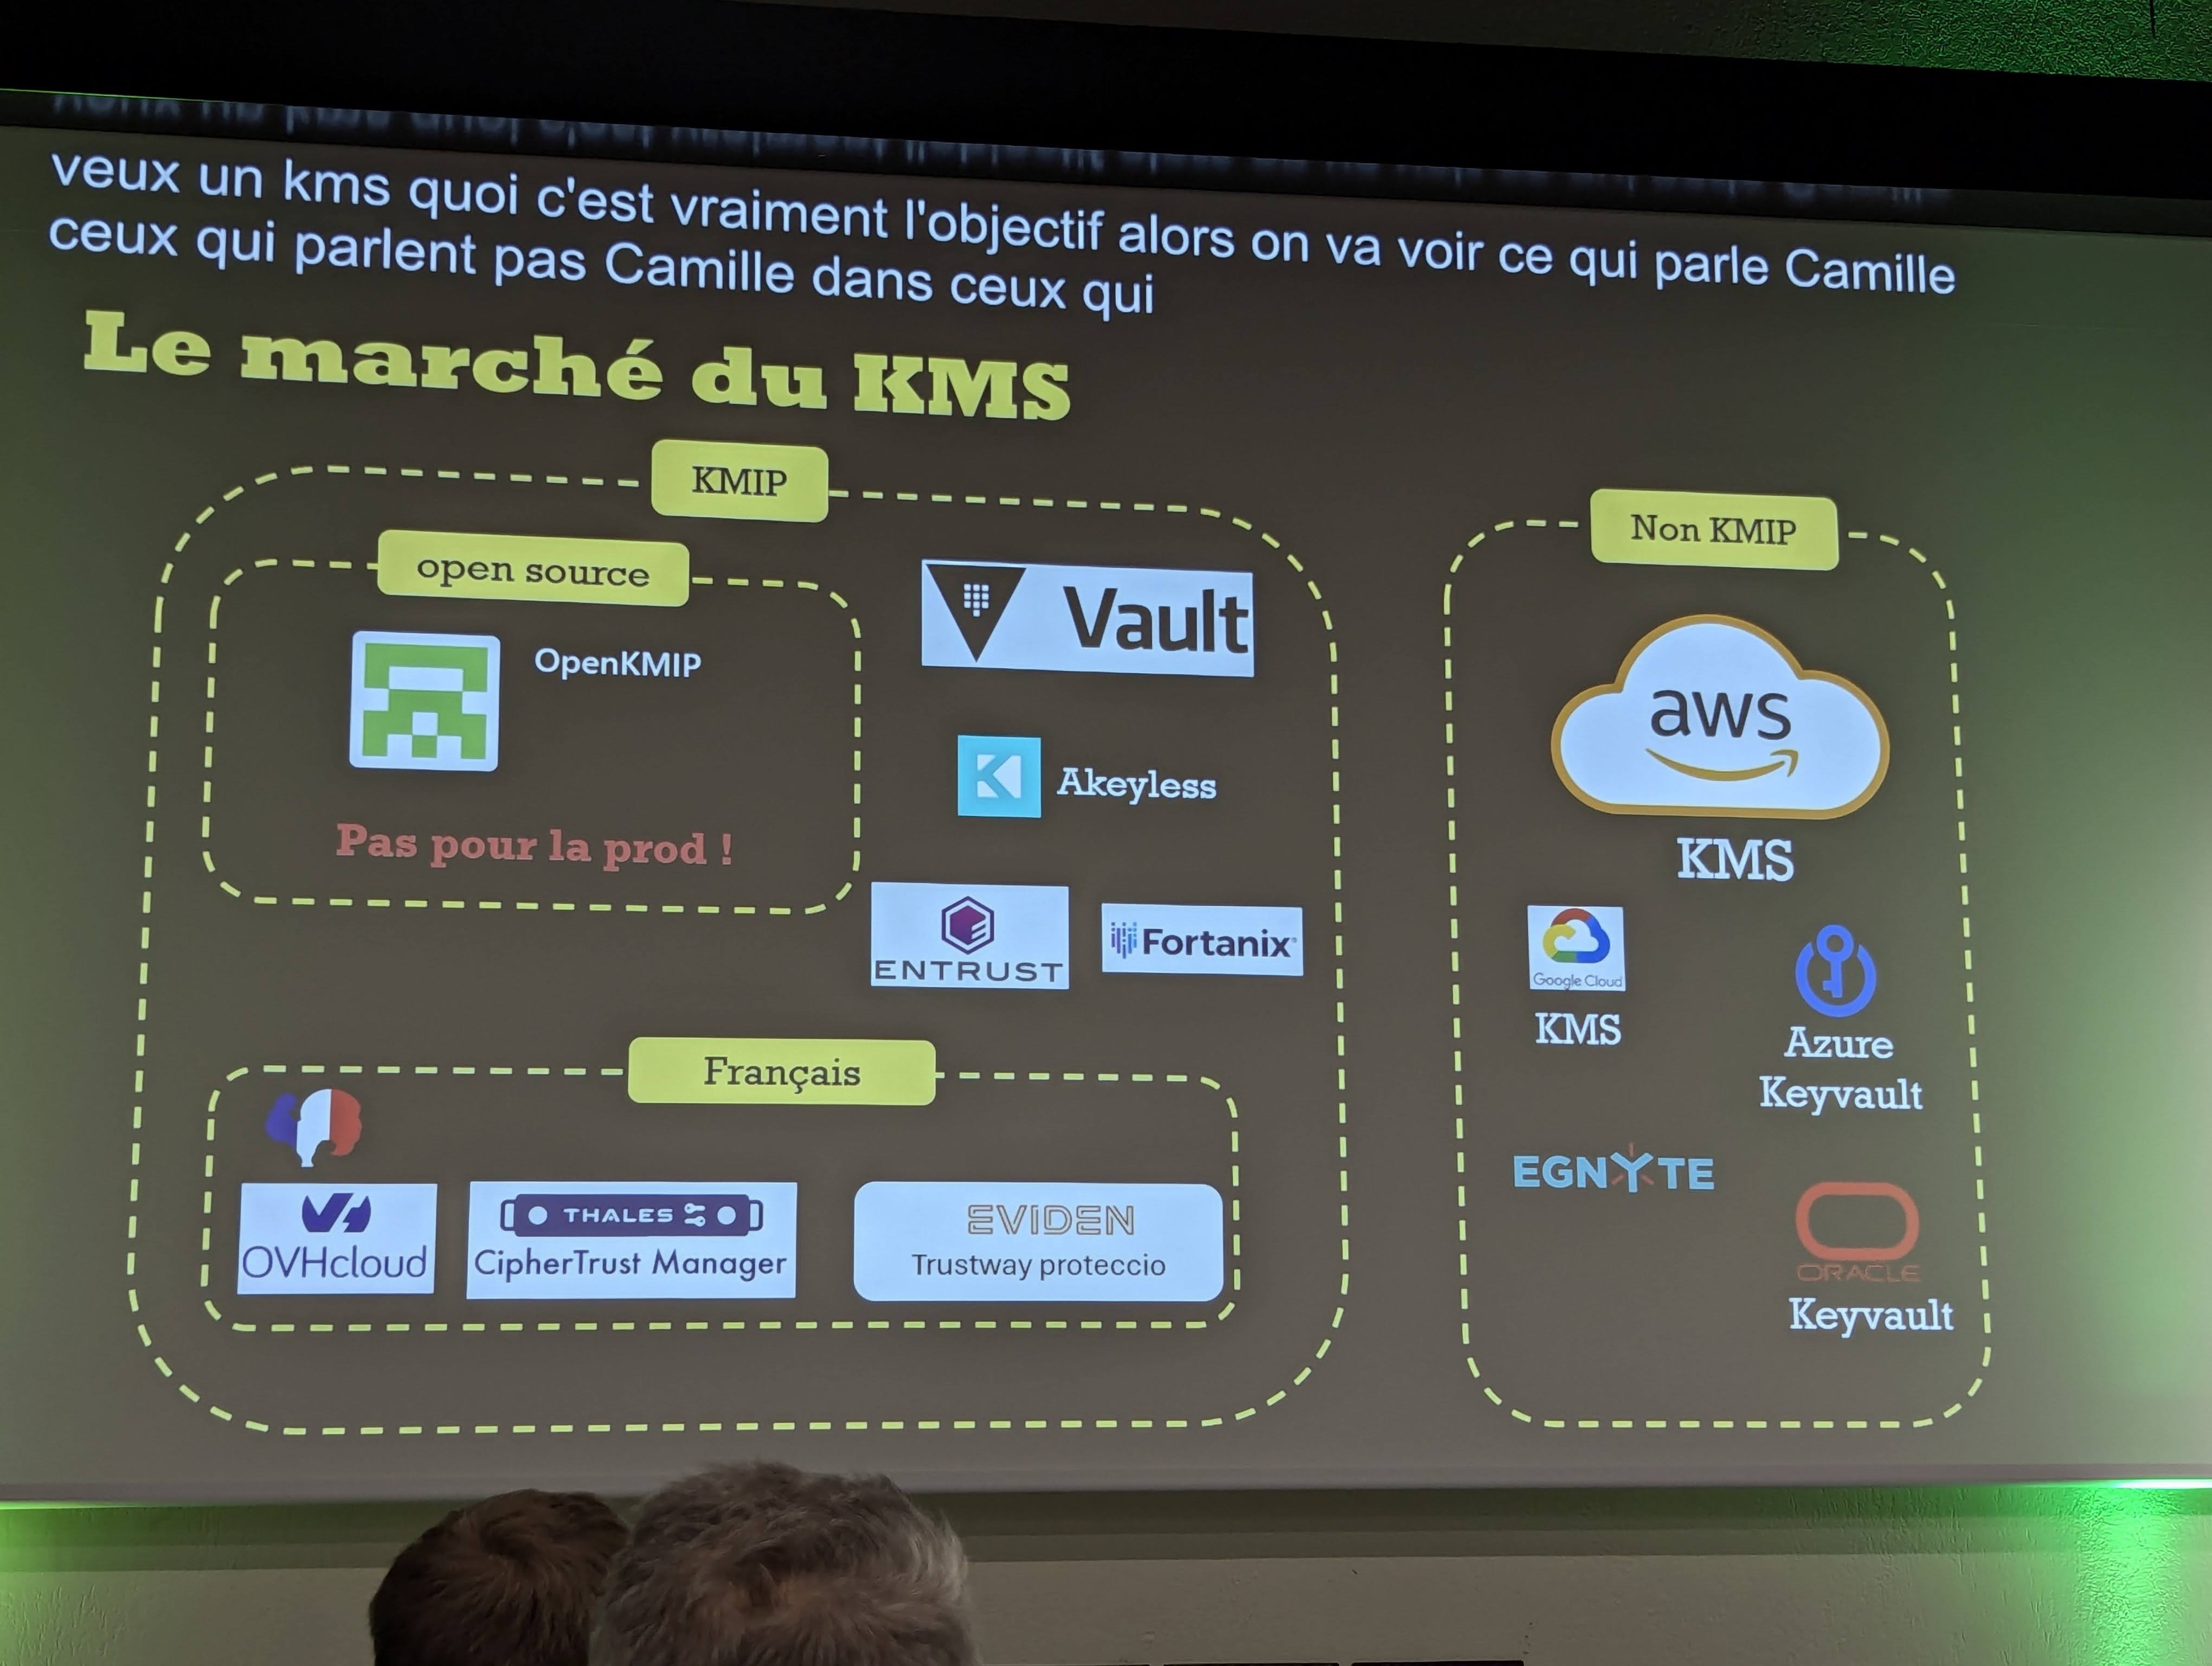 veux un kms quoi c'est vraiment l'objectif alors on va voir ce qui parle Camille
ceux qui parlent pas Camille dans ceux qui
Le marché du KMS
KMIP
open source
OpenKMIP
Pas pour la prod !
Vault
Akeyless
ENTRUST
Fortanix
Français
OVHcloud
THALES
CipherTrust Manager
EVIDEN
Trustway proteccio
Non KMIP
aws
KMS
Google Cloud
KMS
Azure
Keyvault
EGNYTE
ORACLE
Keyvault